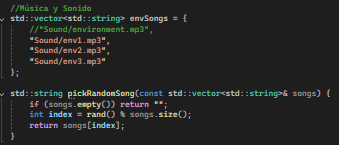 //Música y Sonido
std::vector<std::string> envSongs = {
    //"Sound/environment.mp3",
    "Sound/env1.mp3",
    "Sound/env2.mp3",
    "Sound/env3.mp3"
};

std::string pickRandomSong(const std::vector<std::string>& songs) {
    if (songs.empty()) return "";
    int index = rand() % songs.size();
    return songs[index];
}